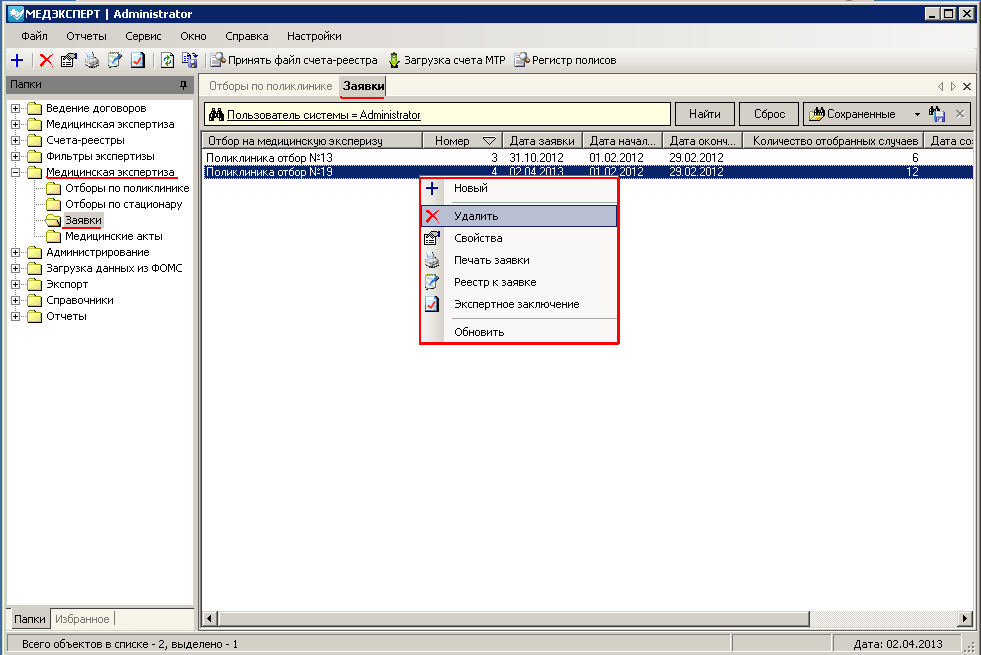 МЕДЭКСПЕРТ | Administrator
Файл Отчеты Сервис Окно Справка Настройки
Принять файл счета-реестра Загрузка счета МТР Регистр полисов
Папки
Отборы по поликлинике Заявки
Пользователь системы = Administrator Найти Сброс Сохраненные
Отбор на медицинскую эксперизу Номер Дата заявки Дата начал... Дата оконч... Количество отобранных случаев Дата со
Поликлиника отбор №13 3 31.10.2012 01.02.2012 29.02.2012 6
Поликлиника отбор №19 4 02.04.2013 01.02.2012 29.02.2012 12
Ведение договоров
Медицинская экспертиза
Счета-реестры
Фильтры экспертизы
Медицинская экспертиза
Отборы по поликлинике
Отборы по стационару
Заявки
Медицинские акты
Администрирование
Загрузка данных из ФОМС
Экспорт
Справочники
Отчеты
Новый
Удалить
Свойства
Печать заявки
Реестр к заявке
Экспертное заключение
Обновить
Папки Избранное
Всего объектов в списке - 2, выделено - 1 Дата: 02.04.2013